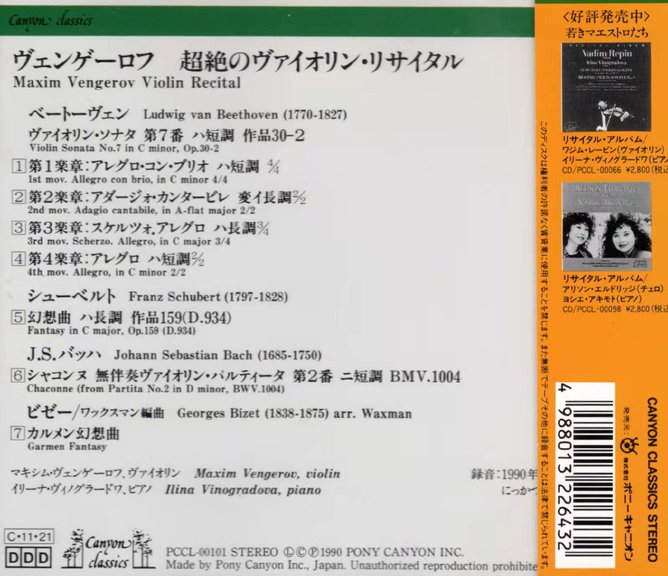 Canyon classics
ヴェンゲーロフ 超絶のヴァイオリン・リサイタル
Maxim Vengerov Violin Recital
ベートーヴェン Ludwig van Beethoven (1770-1827)
ヴァイオリン・ソナタ 第7番 ハ短調 作品30-2
Violin Sonata No.7 in C minor, Op.30-2
1 第1楽章:アレグロ・コン・ブリオ ハ短調 4/4
1st mov. Allegro con brio, in C minor 4/4
2 第2楽章:アダージョ・カンタービレ 変イ長調 2/2
2nd mov. Adagio cantabile, in A-flat major 2/2
3 第3楽章:スケルツォ、アレグロ ハ長調 3/4
3rd mov. Scherzo. Allegro, in C major 3/4
4 第4楽章:アレグロ ハ短調 2/2
4th mov. Allegro, in C minor 2/2
シューベルト Franz Schubert (1797-1828)
5 幻想曲 ハ長調 作品159(D.934)
Fantasy in C major, Op.159 (D.934)
J.S.バッハ Johann Sebastian Bach (1685-1750)
6 シャコンヌ 無伴奏ヴァイオリン・パルティータ 第2番 ニ短調 BMV.1004
Chaconne (from Partita No.2 in D minor, BWV.1004)
ビゼー/ワックスマン編曲 Georges Bizet (1838-1875) arr. Waxman
7 カルメン幻想曲
Garmen Fantasy
マキシム・ヴェンゲーロフ、ヴァイオリン Maxim Vengerov, violin
イリーナ・ヴィノグラードワ、ピアノ Ilina Vinogradova, piano
録音:1990年
にっかつ
C・11・21
DDD
Canyon classics
PCCL-00101 STEREO ⓁⒸⓅ1990 PONY CANYON INC.
Made by Pony Canyon Inc., Japan. Unauthorized reproduction prohibite
〈好評発売中〉
若きマエストロたち
Vadim Repin
Irina Vinogradova
リサイタル・アルバム/
ワジム・レーピン(ヴァイオリン)
イリーナ・ヴィノグラードワ(ピア
CD/PCCL-00066 ¥2,800(税込
リサイタル・アルバム/
アリソン・エルドリッジ(チェロ)
ヨシエ・アキモト(ピアノ)
CD/PCCL-00098 ¥2,800(税込
このディスクは権利者の許諾なく賃貸業に使用することを禁じます。また無断でテープその他に録音することは法律で禁じられています。
4 988013 226432
CANYON CLASSICS STEREO
発売元:株式会社 ポニーキャニオン